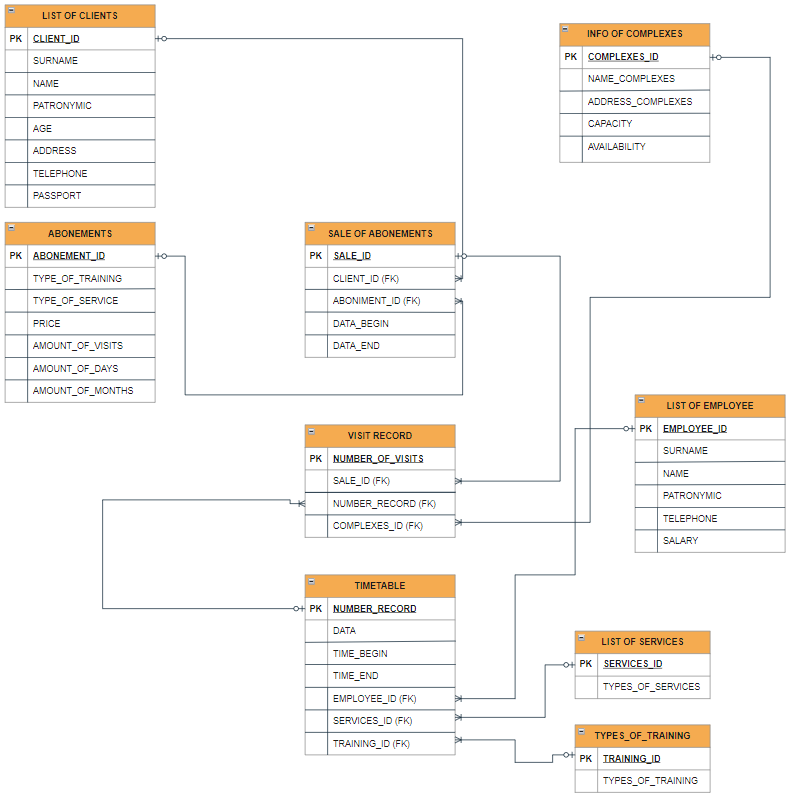 LIST OF CLIENTS
PK CLIENT_ID
SURNAME
NAME
PATRONYMIC
AGE
ADDRESS
TELEPHONE
PASSPORT
INFO OF COMPLEXES
PK COMPLEXES_ID
NAME_COMPLEXES
ADDRESS_COMPLEXES
CAPACITY
AVAILABILITY
ABONEMENTS
PK ABONEMENT_ID
TYPE_OF_TRAINING
TYPE_OF_SERVICE
PRICE
AMOUNT_OF_VISITS
AMOUNT_OF_DAYS
AMOUNT_OF_MONTHS
SALE OF ABONEMENTS
PK SALE_ID
CLIENT_ID (FK)
ABONIMENT_ID (FK)
DATA_BEGIN
DATA_END
LIST OF EMPLOYEE
PK EMPLOYEE_ID
SURNAME
NAME
PATRONYMIC
TELEPHONE
SALARY
VISIT RECORD
PK NUMBER_OF_VISITS
SALE_ID (FK)
NUMBER_RECORD (FK)
COMPLEXES_ID (FK)
TIMETABLE
PK NUMBER_RECORD
DATA
TIME_BEGIN
TIME_END
EMPLOYEE_ID (FK)
SERVICES_ID (FK)
TRAINING_ID (FK)
LIST OF SERVICES
PK SERVICES_ID
TYPES_OF_SERVICES
TYPES_OF_TRAINING
PK TRAINING_ID
TYPES_OF_TRAINING